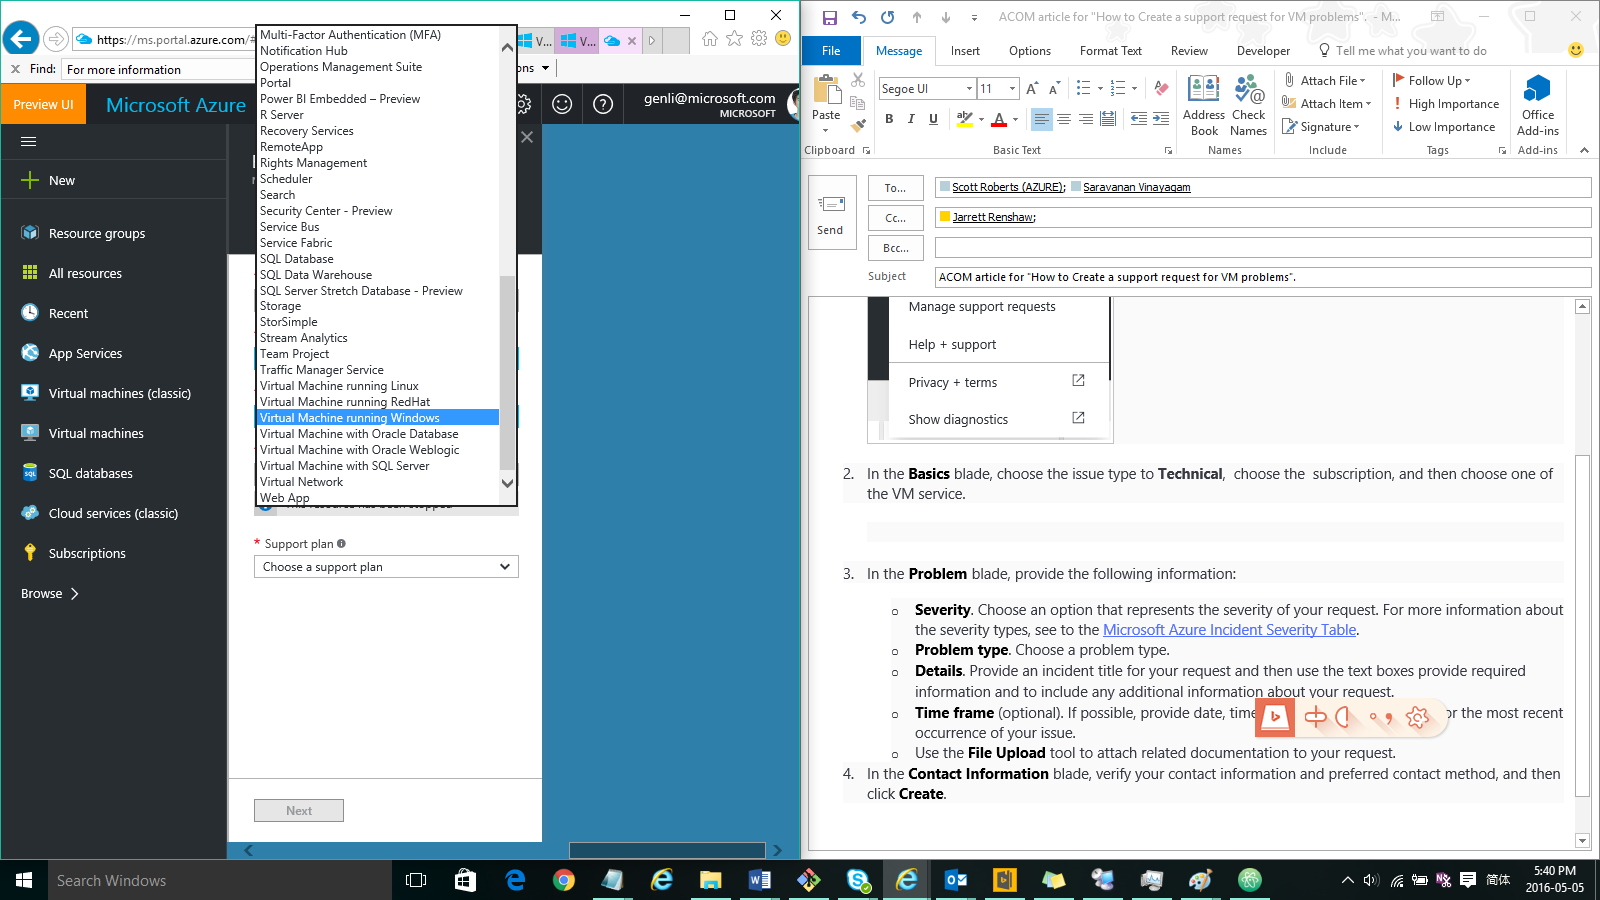 https://ms.portal.azure.com/#
V...
V...
Find: For more information
ons
Preview UI
Microsoft Azure
genli@microsoft.com
MICROSOFT
New
Resource groups
All resources
Recent
App Services
Virtual machines (classic)
Virtual machines
SQL databases
Cloud services (classic)
Subscriptions
Browse
Multi-Factor Authentication (MFA)
Notification Hub
Operations Management Suite
Portal
Power BI Embedded – Preview
R Server
Recovery Services
RemoteApp
Rights Management
Scheduler
Search
Security Center - Preview
Service Bus
Service Fabric
SQL Database
SQL Data Warehouse
SQL Server Stretch Database - Preview
Storage
StorSimple
Stream Analytics
Team Project
Traffic Manager Service
Virtual Machine running Linux
Virtual Machine running RedHat
Virtual Machine running Windows
Virtual Machine with Oracle Database
Virtual Machine with Oracle Weblogic
Virtual Machine with SQL Server
Virtual Network
Web App
* Support plan
Choose a support plan
Next
ACOM article for "How to Create a support request for VM problems". - M...
File Message Insert Options Format Text Review Developer Tell me what you want to do
Paste
Segoe UI 11
B I U
Address Book
Check Names
Attach File
Attach Item
Signature
Follow Up
High Importance
Low Importance
Office Add-ins
Clipboard Basic Text Names Include Tags Add-ins
Send
To... Scott Roberts (AZURE); Saravanan Vinayagam
Cc... Jarrett Renshaw;
Bcc...
Subject ACOM article for "How to Create a support request for VM problems".
Manage support requests
Help + support
Privacy + terms
Show diagnostics
2. In the Basics blade, choose the issue type to Technical, choose the subscription, and then choose one of
the VM service.
3. In the Problem blade, provide the following information:
o Severity. Choose an option that represents the severity of your request. For more information about
the severity types, see to the Microsoft Azure Incident Severity Table.
o Problem type. Choose a problem type.
o Details. Provide an incident title for your request and then use the text boxes provide required
information and to include any additional information about your request.
o Time frame (optional). If possible, provide date, time or the most recent
occurrence of your issue.
o Use the File Upload tool to attach related documentation to your request.
4. In the Contact Information blade, verify your contact information and preferred contact method, and then
click Create.
Search Windows
简体
5:40 PM
2016-05-05